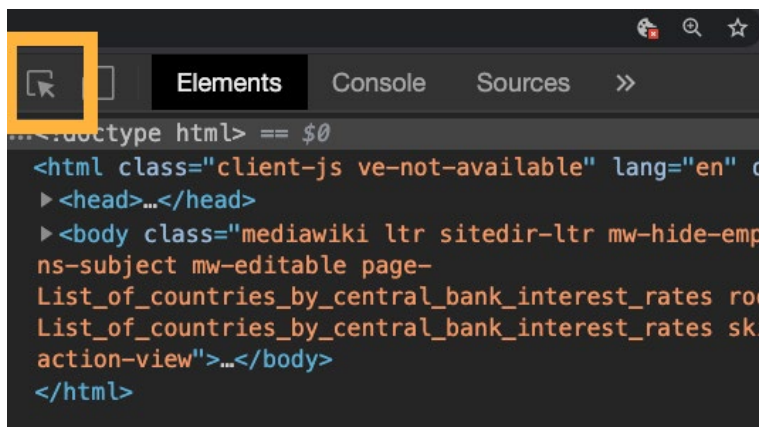 Elements Console Sources »
…<!doctype html> == $0
<html class="client-js ve-not-available" lang="en"
▶<head>…</head>
▶<body class="mediawiki ltr sitedir-ltr mw-hide-emp
ns-subject mw-editable page-
List_of_countries_by_central_bank_interest_rates
List_of_countries_by_central_bank_interest_rates
action-view">…</body>
</html>